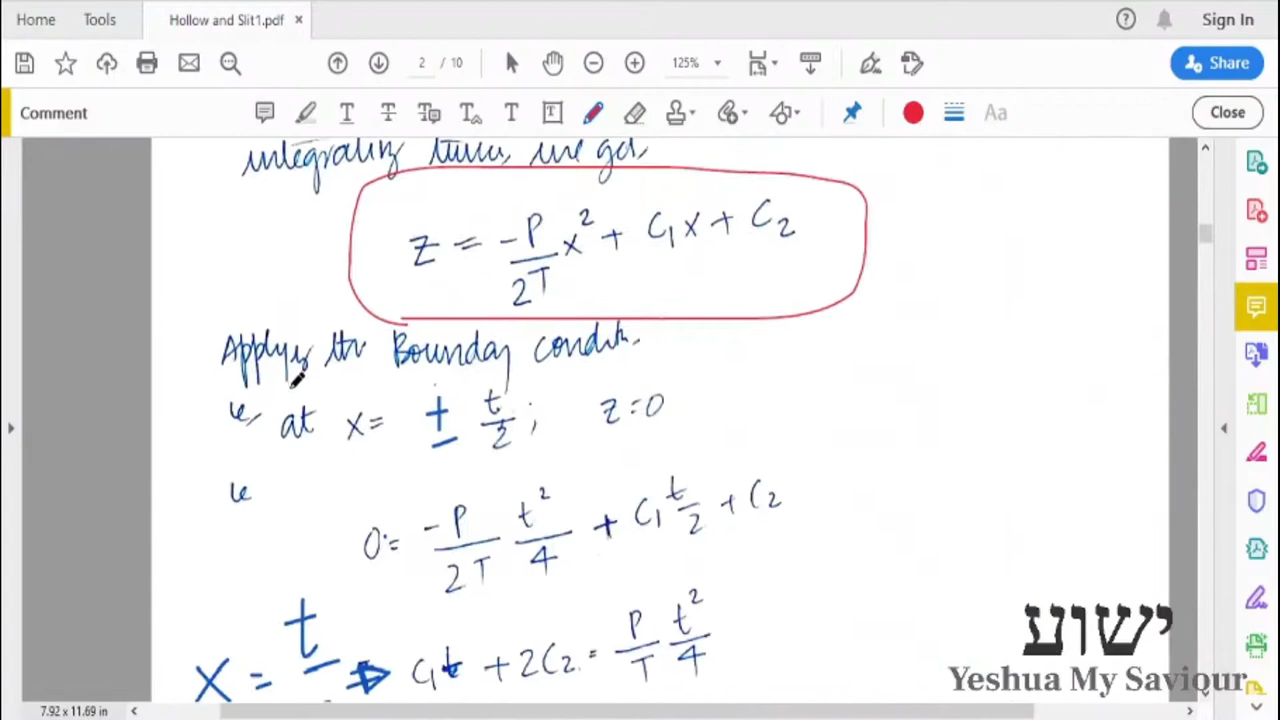 Home Tools Hollow and Slit1.pdf × Sign In
2 / 10 125% Share
Comment T T T T T Aa Close
integrating twice, we get,
Z = -P/2T x² + C₁x + C₂
Applying the Boundary
at x = ± t/2 ; Z=0
0 = -P/2T t²/4 + C₁ t/2 + C₂
x = t ⇒ C₁t + 2C₂ = P/T t²/4
ישוע
Yeshua My Saviour
7.92 x 11.69 in